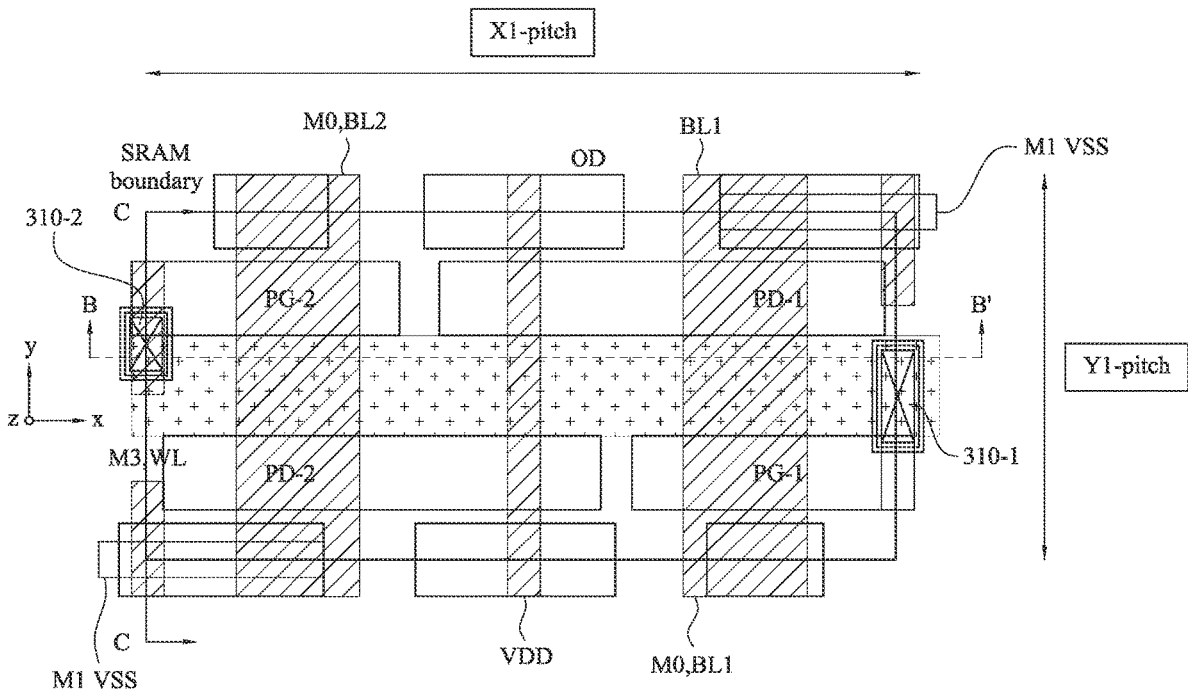 X1-pitch
M0,BL2
BL1
SRAM
boundary
OD
M1 VSS
C
310-2
PG-2
PD-1
B
B'
y
Y1-pitch
z
x
M3,WL
310-1
PD-2
PG-1
C
VDD
M0,BL1
M1 VSS